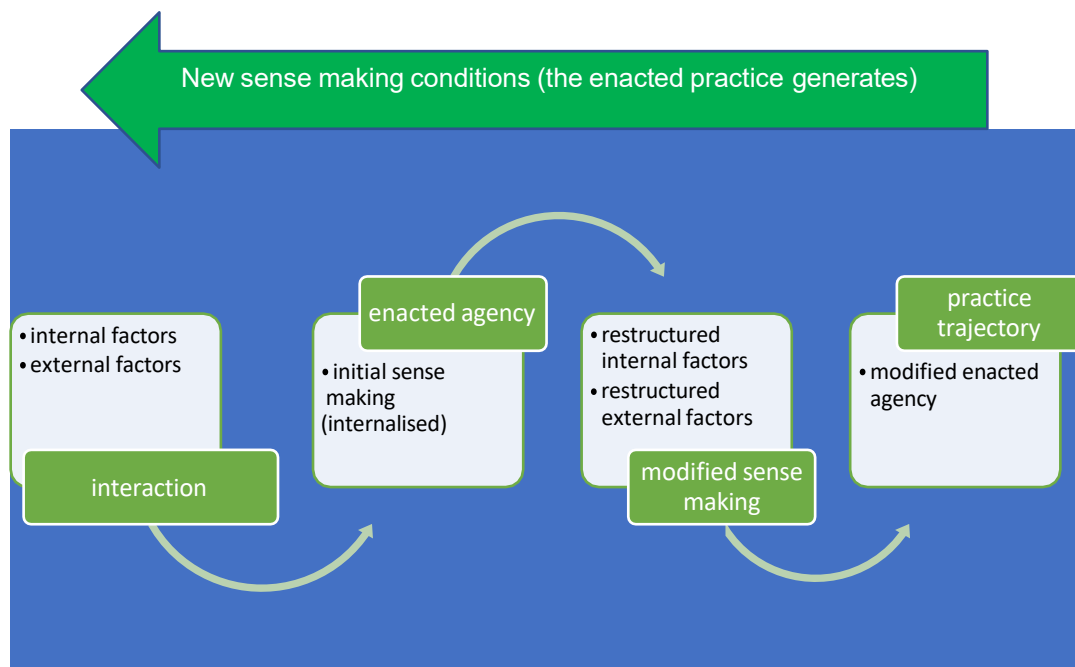 New sense making conditions (the enacted practice generates)
• internal factors
• external factors
interaction
enacted agency
• initial sense
making
(internalised)
• restructured
internal factors
• restructured
external factors
modified sense
making
practice
trajectory
• modified enacted
agency